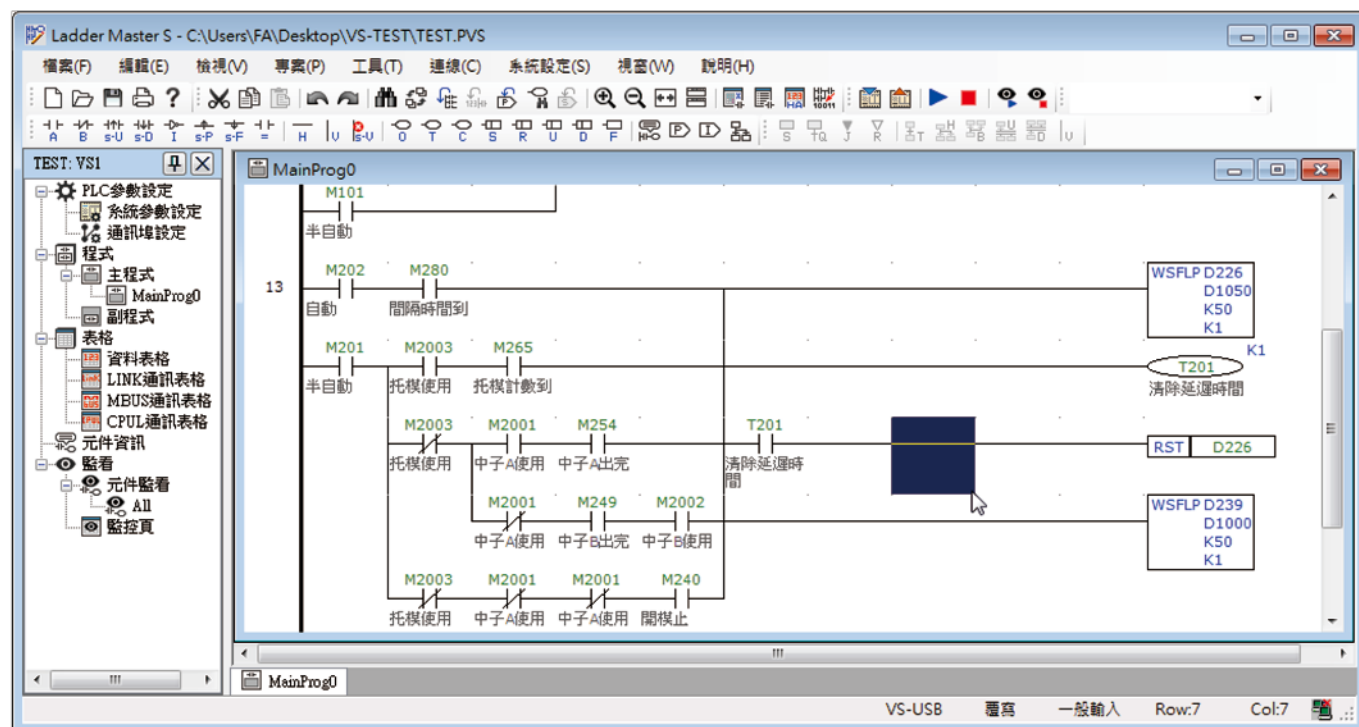 Ladder Master S - C:\Users\FA\Desktop\VS-TEST\TEST.PVS
檔案(F) 編輯(E) 檢視(V) 專案(P) 工具(T) 連線(C) 系統設定(S) 視窗(W) 說明(H)
A B s-U s-D I s-P s-F = H U s-V O T C S R U D F S TQ J R
TEST: VS1
PLC參數設定
系統參數設定
通訊埠設定
程式
主程式
MainProg0
副程式
表格
資料表格
LINK通訊表格
MBUS通訊表格
CPUL通訊表格
元件資訊
監看
元件監看
All
監控頁
MainProg0
M101
半自動
13
M202 M280
自動 間隔時間到
WSFLP D226
D1050
K50
K1
M201 M2003 M265
半自動 托模使用 托模計數到
K1
T201
清除延遲時間
M2003 M2001 M254 T201
托模使用 中子A使用 中子A出完 清除延遲時
間
RST D226
M2001 M249 M2002
中子A使用 中子B出完 中子B使用
WSFLP D239
D1000
K50
K1
M2003 M2001 M2001 M240
托模使用 中子A使用 中子A使用 開模止
MainProg0
VS-USB 覆寫 一般輸入 Row:7 Col:7